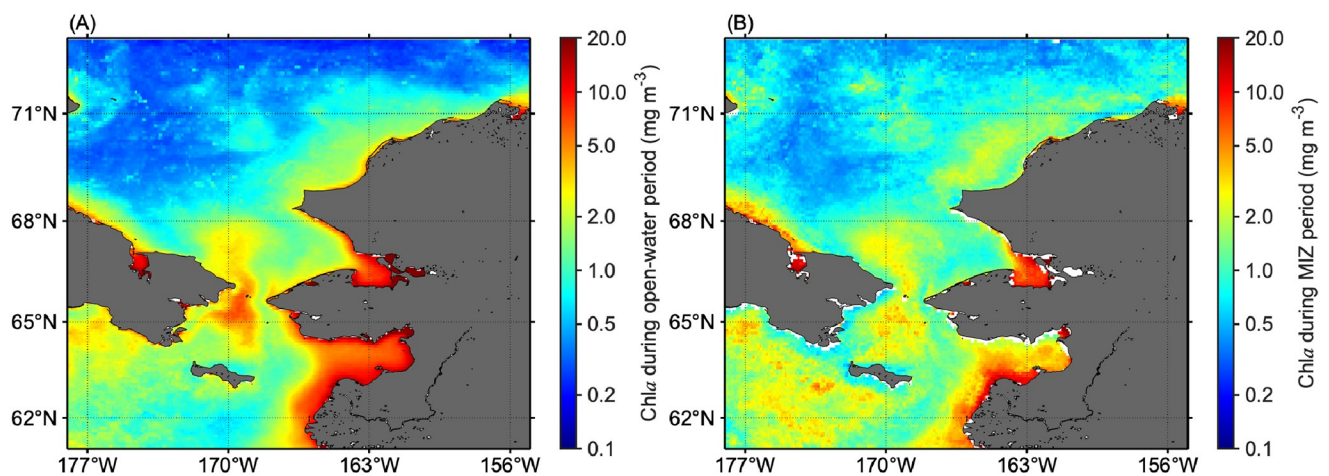 (A)
71°N
68°N
65°N
62°N
177°W
170°W
163°W
156°W
20.0
10.0
5.0
2.0
1.0
0.5
0.2
0.1
Chla during open-water period (mg m⁻³)
(B)
71°N
68°N
65°N
62°N
177°W
170°W
163°W
156°W
20.0
10.0
5.0
2.0
1.0
0.5
0.2
0.1
Chla during MIZ period (mg m⁻³)